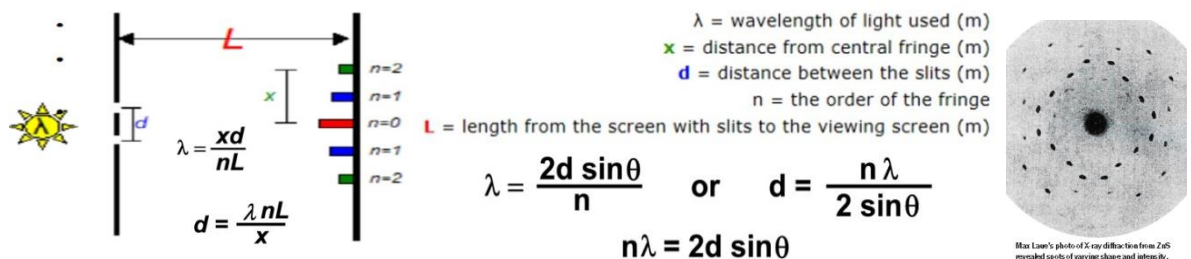 L
λ
d
x
n=2
n=1
n=0
n=1
n=2
λ = xd / nL
d = λ nL / x
λ = wavelength of light used (m)
x = distance from central fringe (m)
d = distance between the slits (m)
n = the order of the fringe
L = length from the screen with slits to the viewing screen (m)
λ = 2d sinθ / n or d = n λ / 2 sinθ
nλ = 2d sinθ
Max Laue's photo of X-ray diffraction from ZnS
revealed spots of varying shape and intensity.